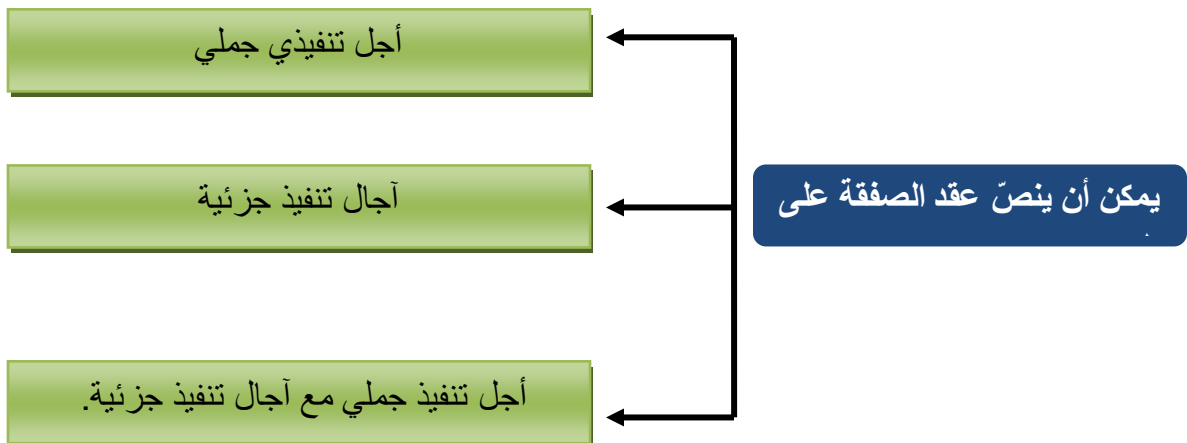 يمكن أن ينصّ عقد الصفقة على
أجل تنفيذي جملي
آجال تنفيذ جزئية
أجل تنفيذ جملي مع آجال تنفيذ جزئية.